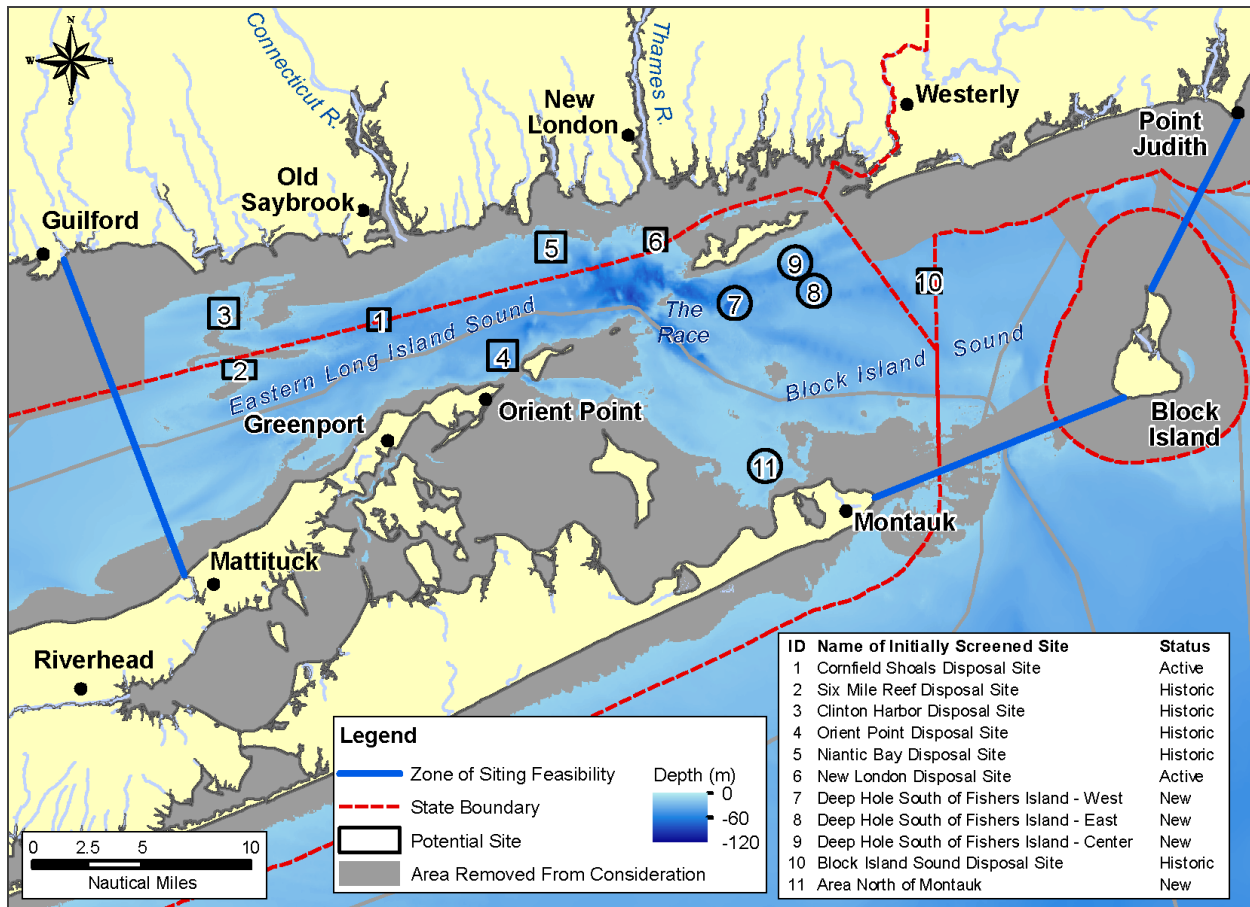 N
W E
S
Connecticut R.
Thames R.
New
London
Westerly
Point
Judith
Old
Saybrook
Guilford
5
6
9
8
10
3
7
The
Race
1
2
4
Eastern Long Island Sound
Block Island Sound
Greenport
Orient Point
Block
Island
11
Montauk
Mattituck
Riverhead
Legend
Zone of Siting Feasibility
State Boundary
Potential Site
Area Removed From Consideration
Depth (m)
0
-60
-120
0 2.5 5 10
Nautical Miles
ID Name of Initially Screened Site Status
1 Cornfield Shoals Disposal Site Active
2 Six Mile Reef Disposal Site Historic
3 Clinton Harbor Disposal Site Historic
4 Orient Point Disposal Site Historic
5 Niantic Bay Disposal Site Historic
6 New London Disposal Site Active
7 Deep Hole South of Fishers Island - West New
8 Deep Hole South of Fishers Island - East New
9 Deep Hole South of Fishers Island - Center New
10 Block Island Sound Disposal Site Historic
11 Area North of Montauk New